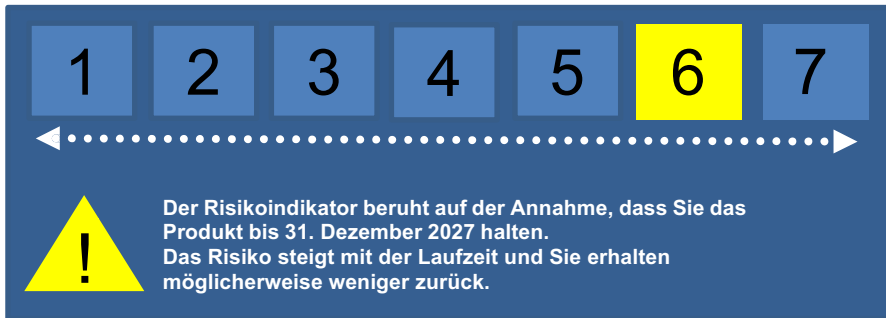 1 2 3 4 5 6 7
!
Der Risikoindikator beruht auf der Annahme, dass Sie das
Produkt bis 31. Dezember 2027 halten.
Das Risiko steigt mit der Laufzeit und Sie erhalten
möglicherweise weniger zurück.